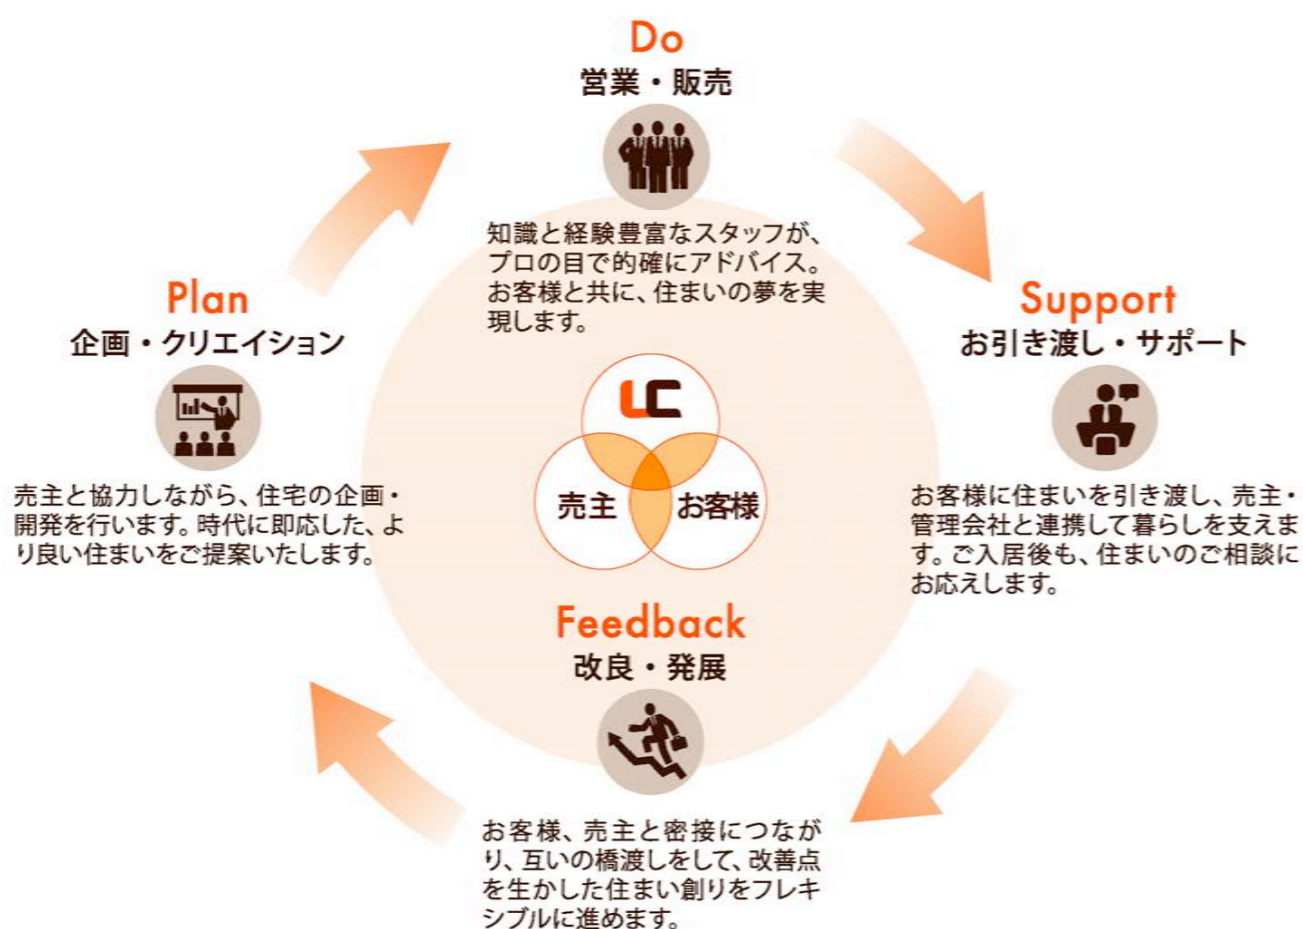 Do
営業・販売
知識と経験豊富なスタッフが、
プロの目で的確にアドバイス。
お客様と共に、住まいの夢を実
現します。
Plan
企画・クリエイション
売主と協力しながら、住宅の企画・
開発を行います。時代に即応した、よ
り良い住まいをご提案いたします。
Support
お引き渡し・サポート
お客様に住まいを引き渡し、売主・
管理会社と連携して暮らしを支えま
す。ご入居後も、住まいのご相談に
お応えします。
LC
売主
お客様
Feedback
改良・発展
お客様、売主と密接につなが
り、互いの橋渡しをして、改善点
を生かした住まい創りをフレキ
シブルに進めます。